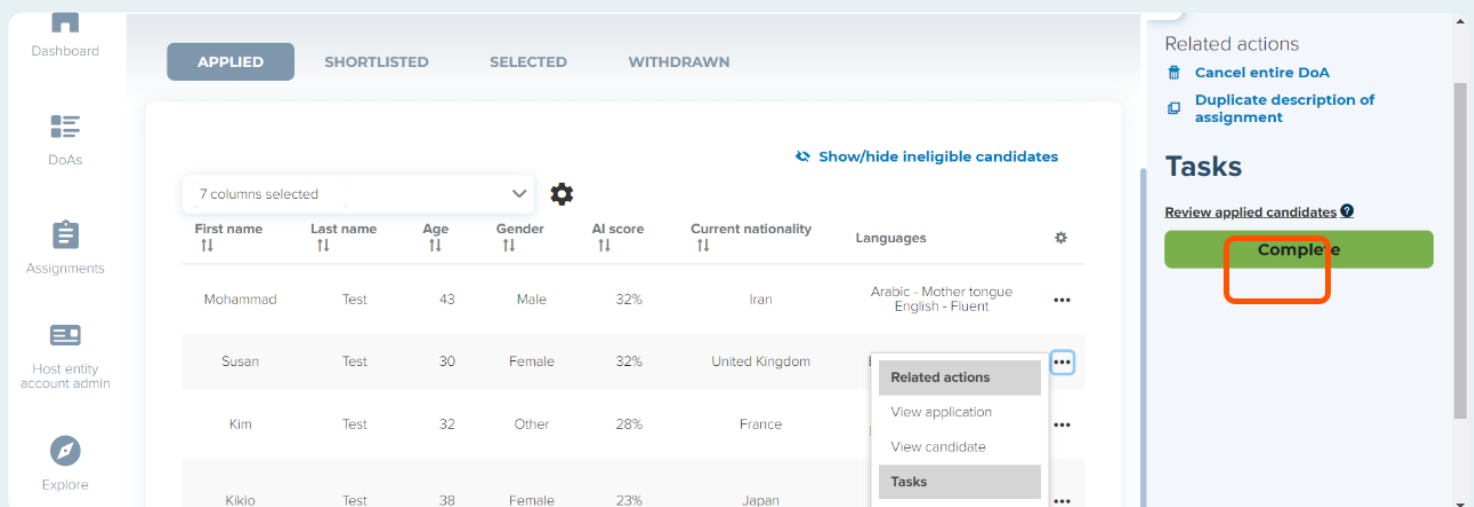 Dashboard
DoAs
Assignments
Host entity
account admin
Explore
APPLIED SHORTLISTED SELECTED WITHDRAWN
Show/hide ineligible candidates
7 columns selected
First name Last name Age Gender AI score Current nationality Languages
Mohammad Test 43 Male 32% Iran Arabic - Mother tongue
English - Fluent
Susan Test 30 Female 32% United Kingdom
Kim Test 32 Other 28% France
Kikio Test 38 Female 23% Japan
Related actions
View application
View candidate
Tasks
Related actions
Cancel entire DoA
Duplicate description of
assignment
Tasks
Review applied candidates ?
Complete